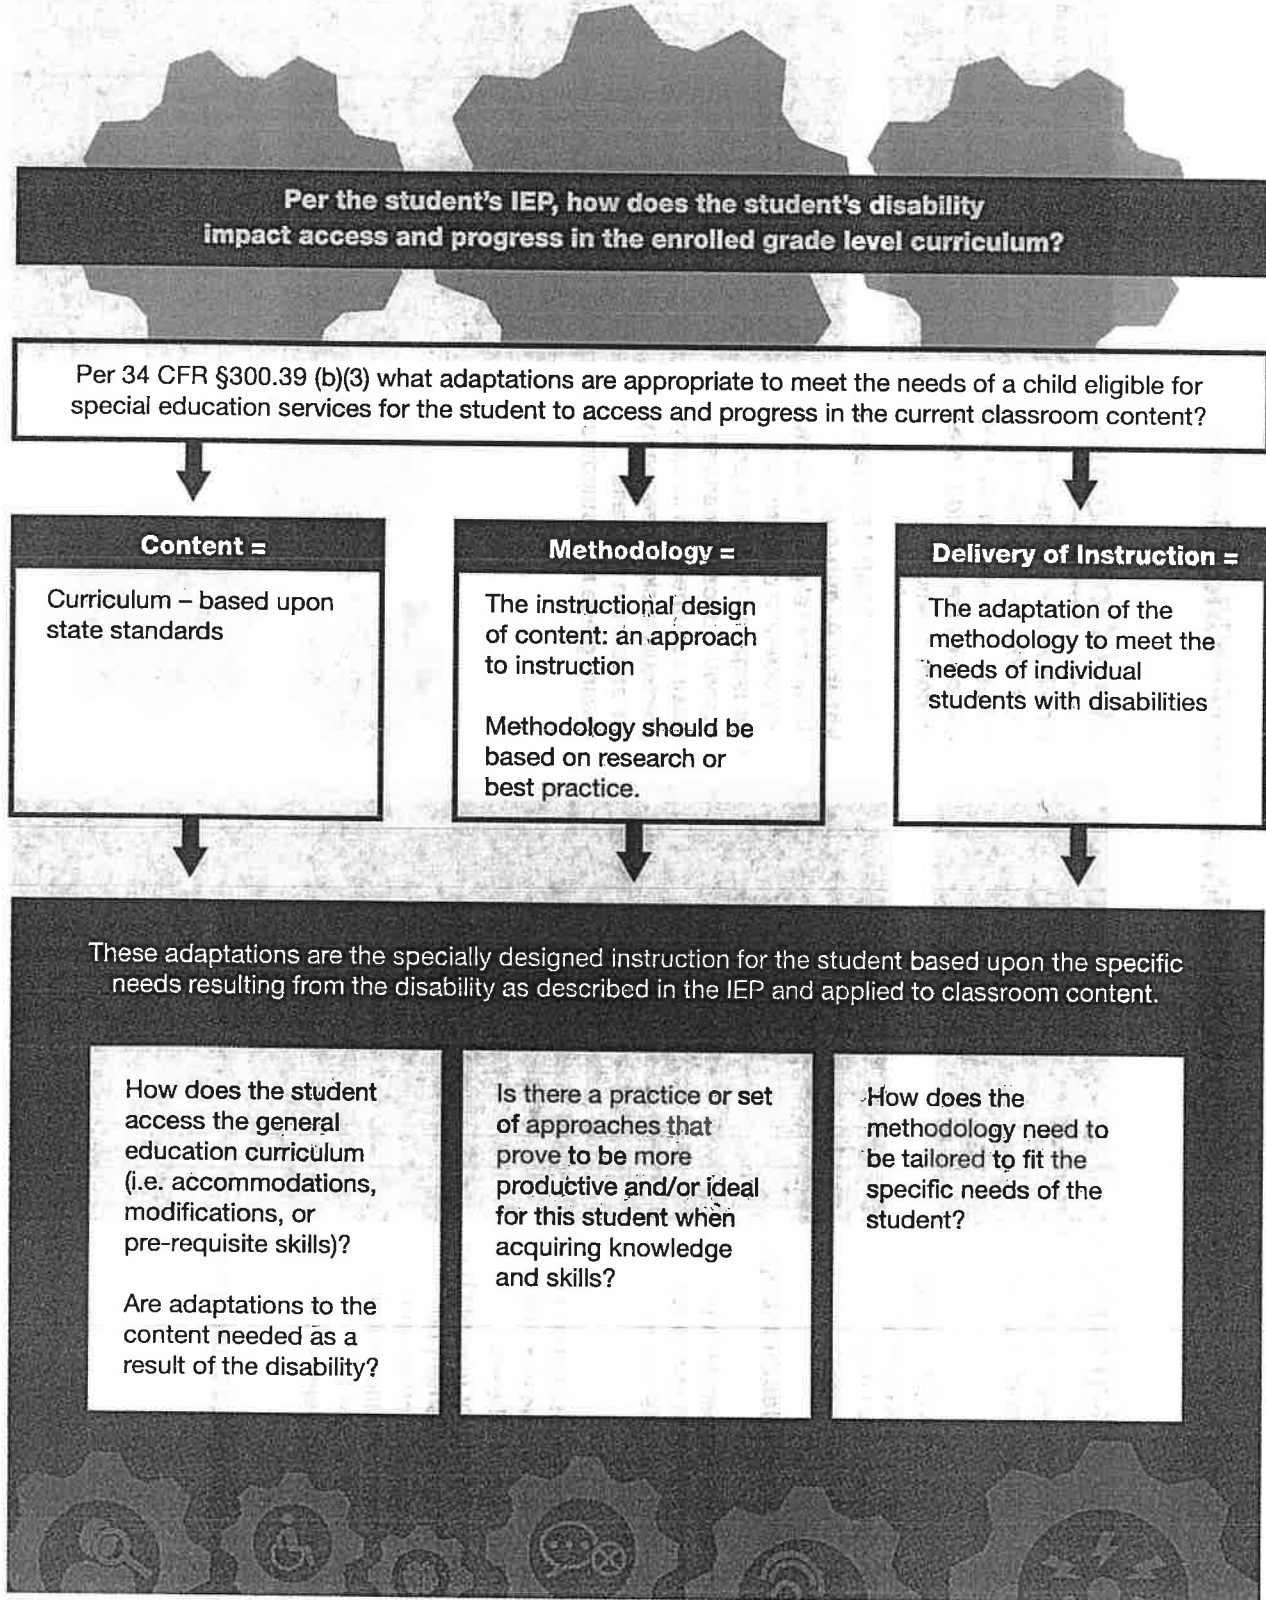 Per the student's IEP, how does the student's disability
impact access and progress in the enrolled grade level curriculum?
Per 34 CFR §300.39 (b)(3) what adaptations are appropriate to meet the needs of a child eligible for
special education services for the student to access and progress in the current classroom content?
Content =
Curriculum – based upon
state standards
Methodology =
The instructional design
of content: an approach
to instruction
Methodology should be
based on research or
best practice.
Delivery of Instruction =
The adaptation of the
methodology to meet the
needs of individual
students with disabilities
These adaptations are the specially designed instruction for the student based upon the specific
needs resulting from the disability as described in the IEP and applied to classroom content.
How does the student
access the general
education curriculum
(i.e. accommodations,
modifications, or
pre-requisite skills)?
Are adaptations to the
content needed as a
result of the disability?
Is there a practice or set
of approaches that
prove to be more
productive and/or ideal
for this student when
acquiring knowledge
and skills?
How does the
methodology need to
be tailored to fit the
specific needs of the
student?